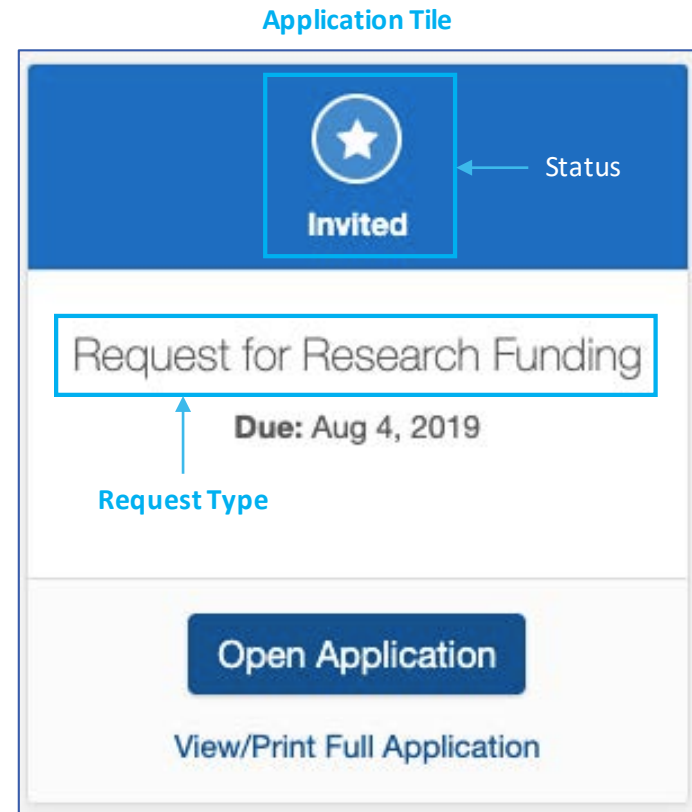 Application Tile
Status
Invited
Request for Research Funding
Due: Aug 4, 2019
Request Type
Open Application
View/Print Full Application